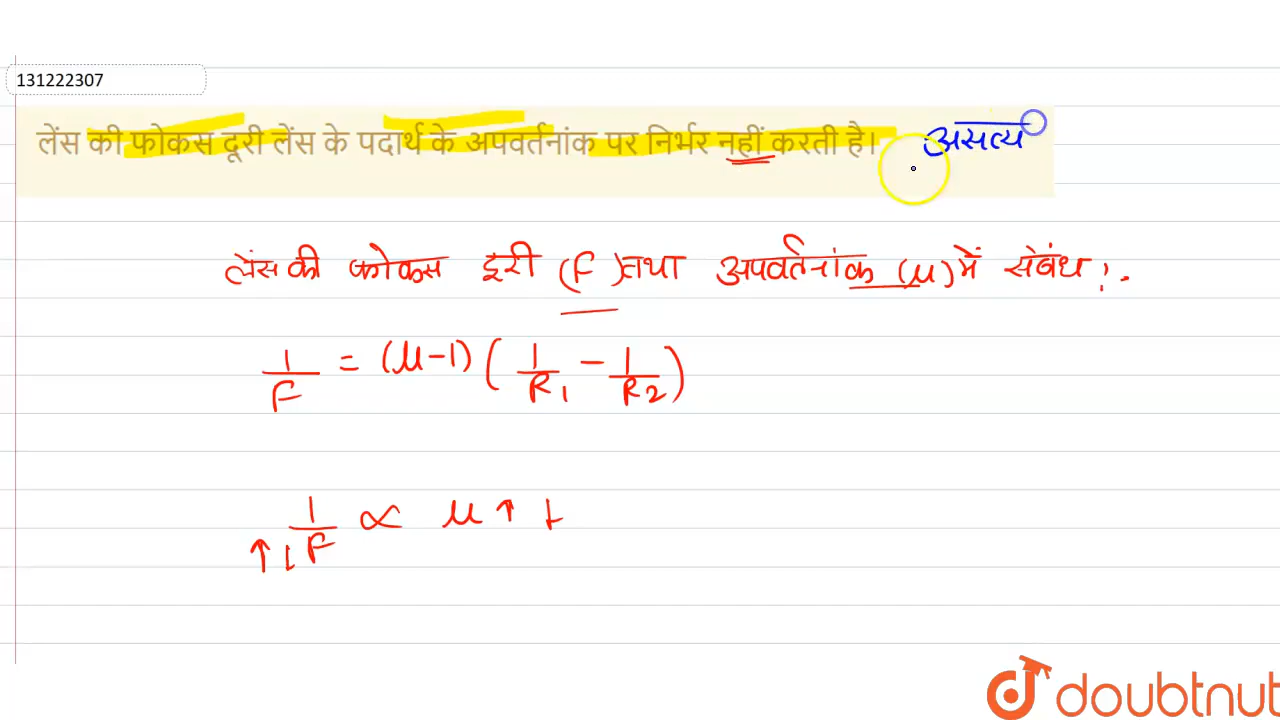 131222307
लेंस की फोकस दूरी लेंस के पदार्थ के अपवर्तनांक पर निर्भर नहीं करती है। असत्य
लेंस की फोकस दूरी (F) तथा अपवर्तनांक (μ) में संबंध :-
1/F = (μ-1) (1/R₁ - 1/R₂)
↑↓ 1/F ∝ μ ↑ ↓
doubtnut